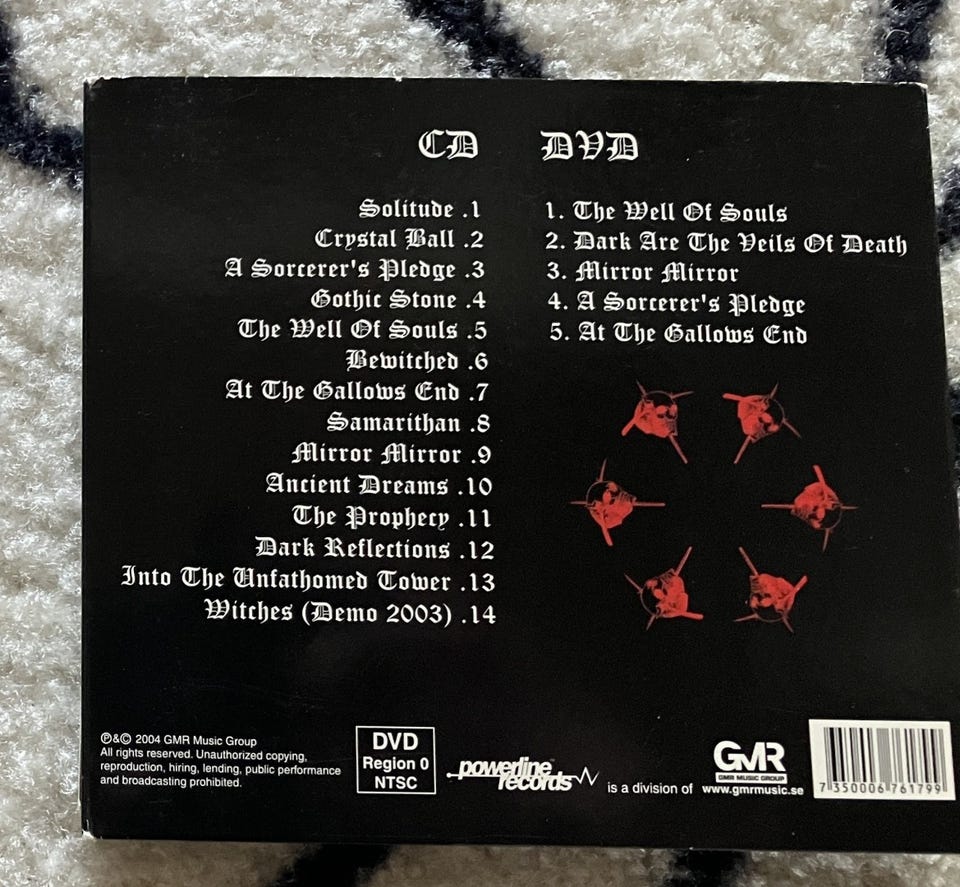 CD
Solitude .1
Crystal Ball .2
A Sorcerer's Pledge .3
Gothic Stone .4
The Well Of Souls .5
Bewitched .6
At The Gallows End .7
Samarithan .8
Mirror Mirror .9
Ancient Dreams .10
The Prophecy .11
Dark Reflections .12
Into The Unfathomed Tower .13
Witches (Demo 2003) .14
DVD
1. The Well Of Souls
2. Dark Are The Veils Of Death
3. Mirror Mirror
4. A Sorcerer's Pledge
5. At The Gallows End
℗&© 2004 GMR Music Group
All rights reserved. Unauthorized copying,
reproduction, hiring, lending, public performance
and broadcasting prohibited.
DVD
Region 0
NTSC
powerline
records
is a division of
GMR
GMR MUSIC GROUP
www.gmrmusic.se
7 350006 761799